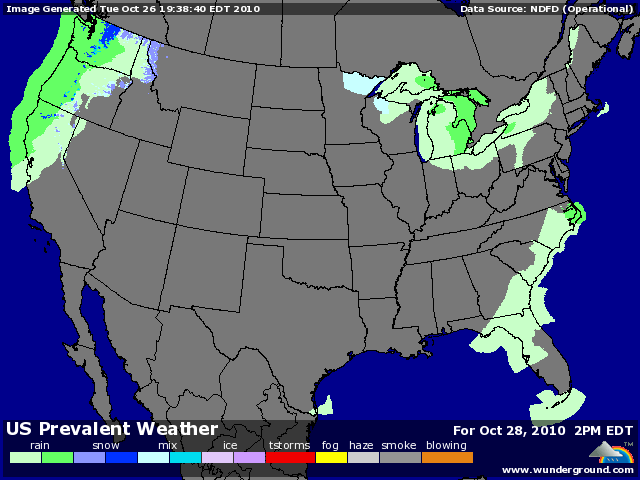 Image Generated Tue Oct 26 19:38:40 EDT 2010 Data Source: NDFD (Operational)
US Prevalent Weather For Oct 28, 2010 2PM EDT
rain snow mix ice tstorms fog haze smoke blowing
www.wunderground.com